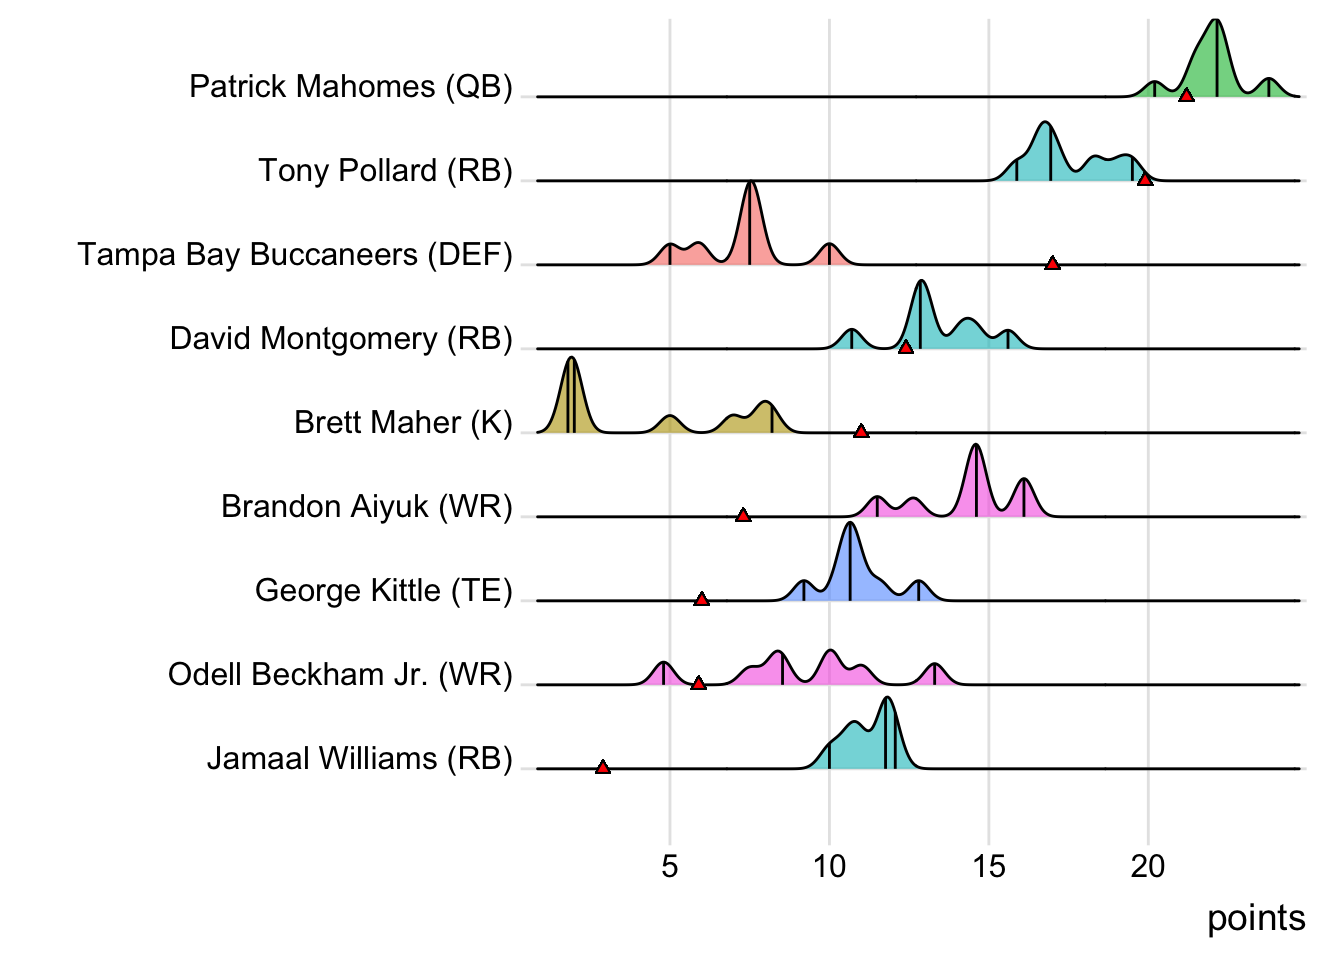 Patrick Mahomes (QB)
Tony Pollard (RB)
Tampa Bay Buccaneers (DEF)
David Montgomery (RB)
Brett Maher (K)
Brandon Aiyuk (WR)
George Kittle (TE)
Odell Beckham Jr. (WR)
Jamaal Williams (RB)
5 10 15 20
points